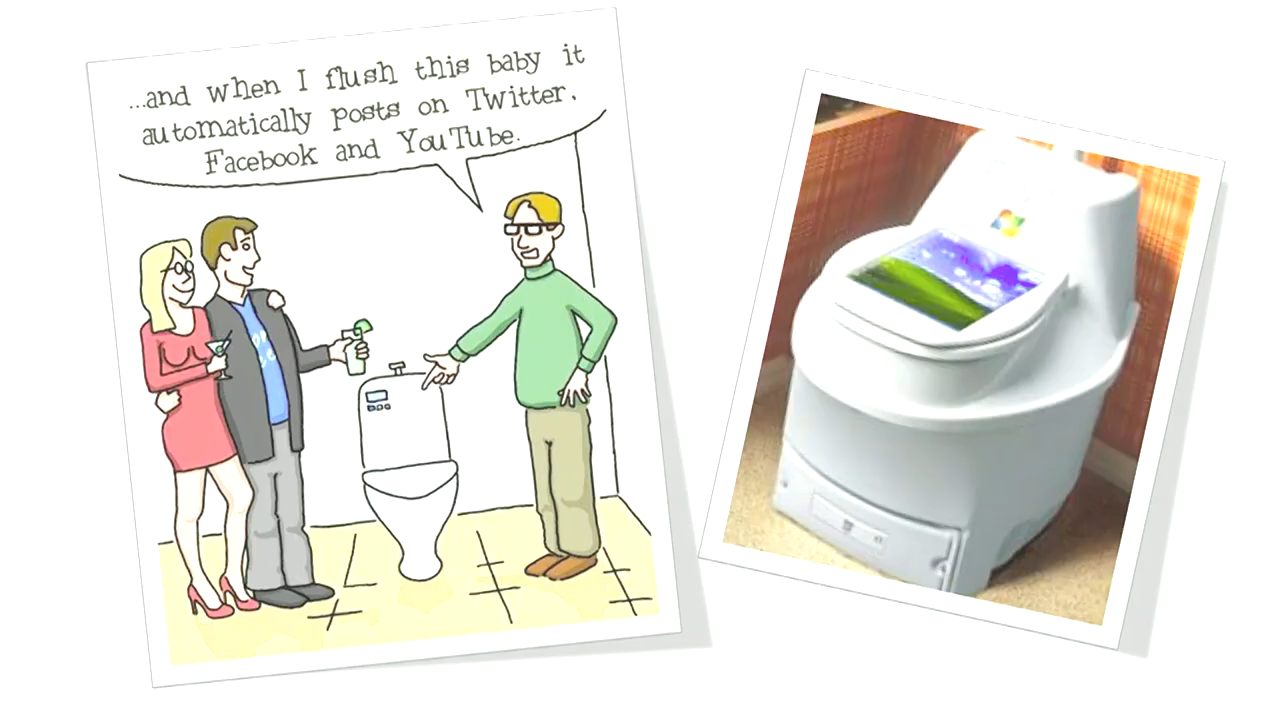 ...and when I flush this baby it
automatically posts on Twitter,
Facebook and YouTube.